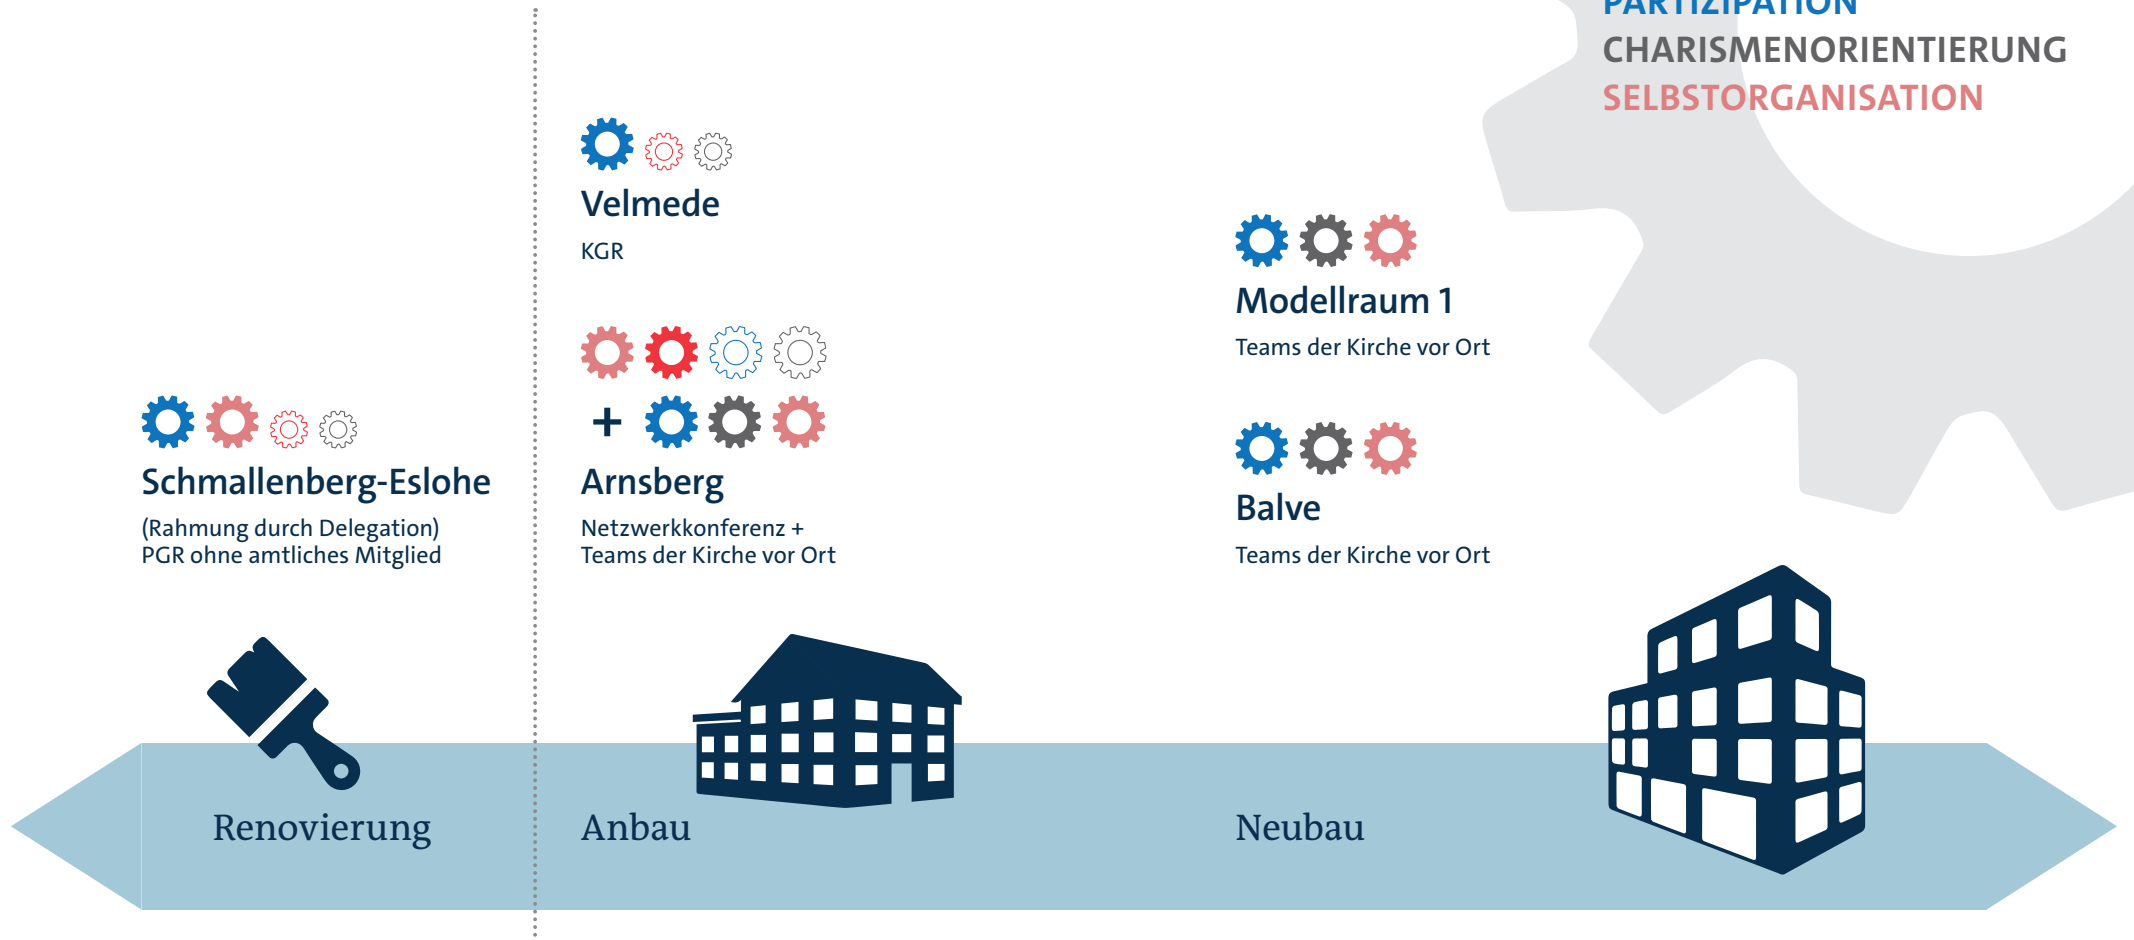 PARTIZIPATION
CHARISMENORIENTIERUNG
SELBSTORGANISATION
Velmede
KGR
Modellraum 1
Teams der Kirche vor Ort
+
Schmallenberg-Eslohe
(Rahmung durch Delegation)
PGR ohne amtliches Mitglied
Arnsberg
Netzwerkkonferenz +
Teams der Kirche vor Ort
Balve
Teams der Kirche vor Ort
Renovierung
Anbau
Neubau